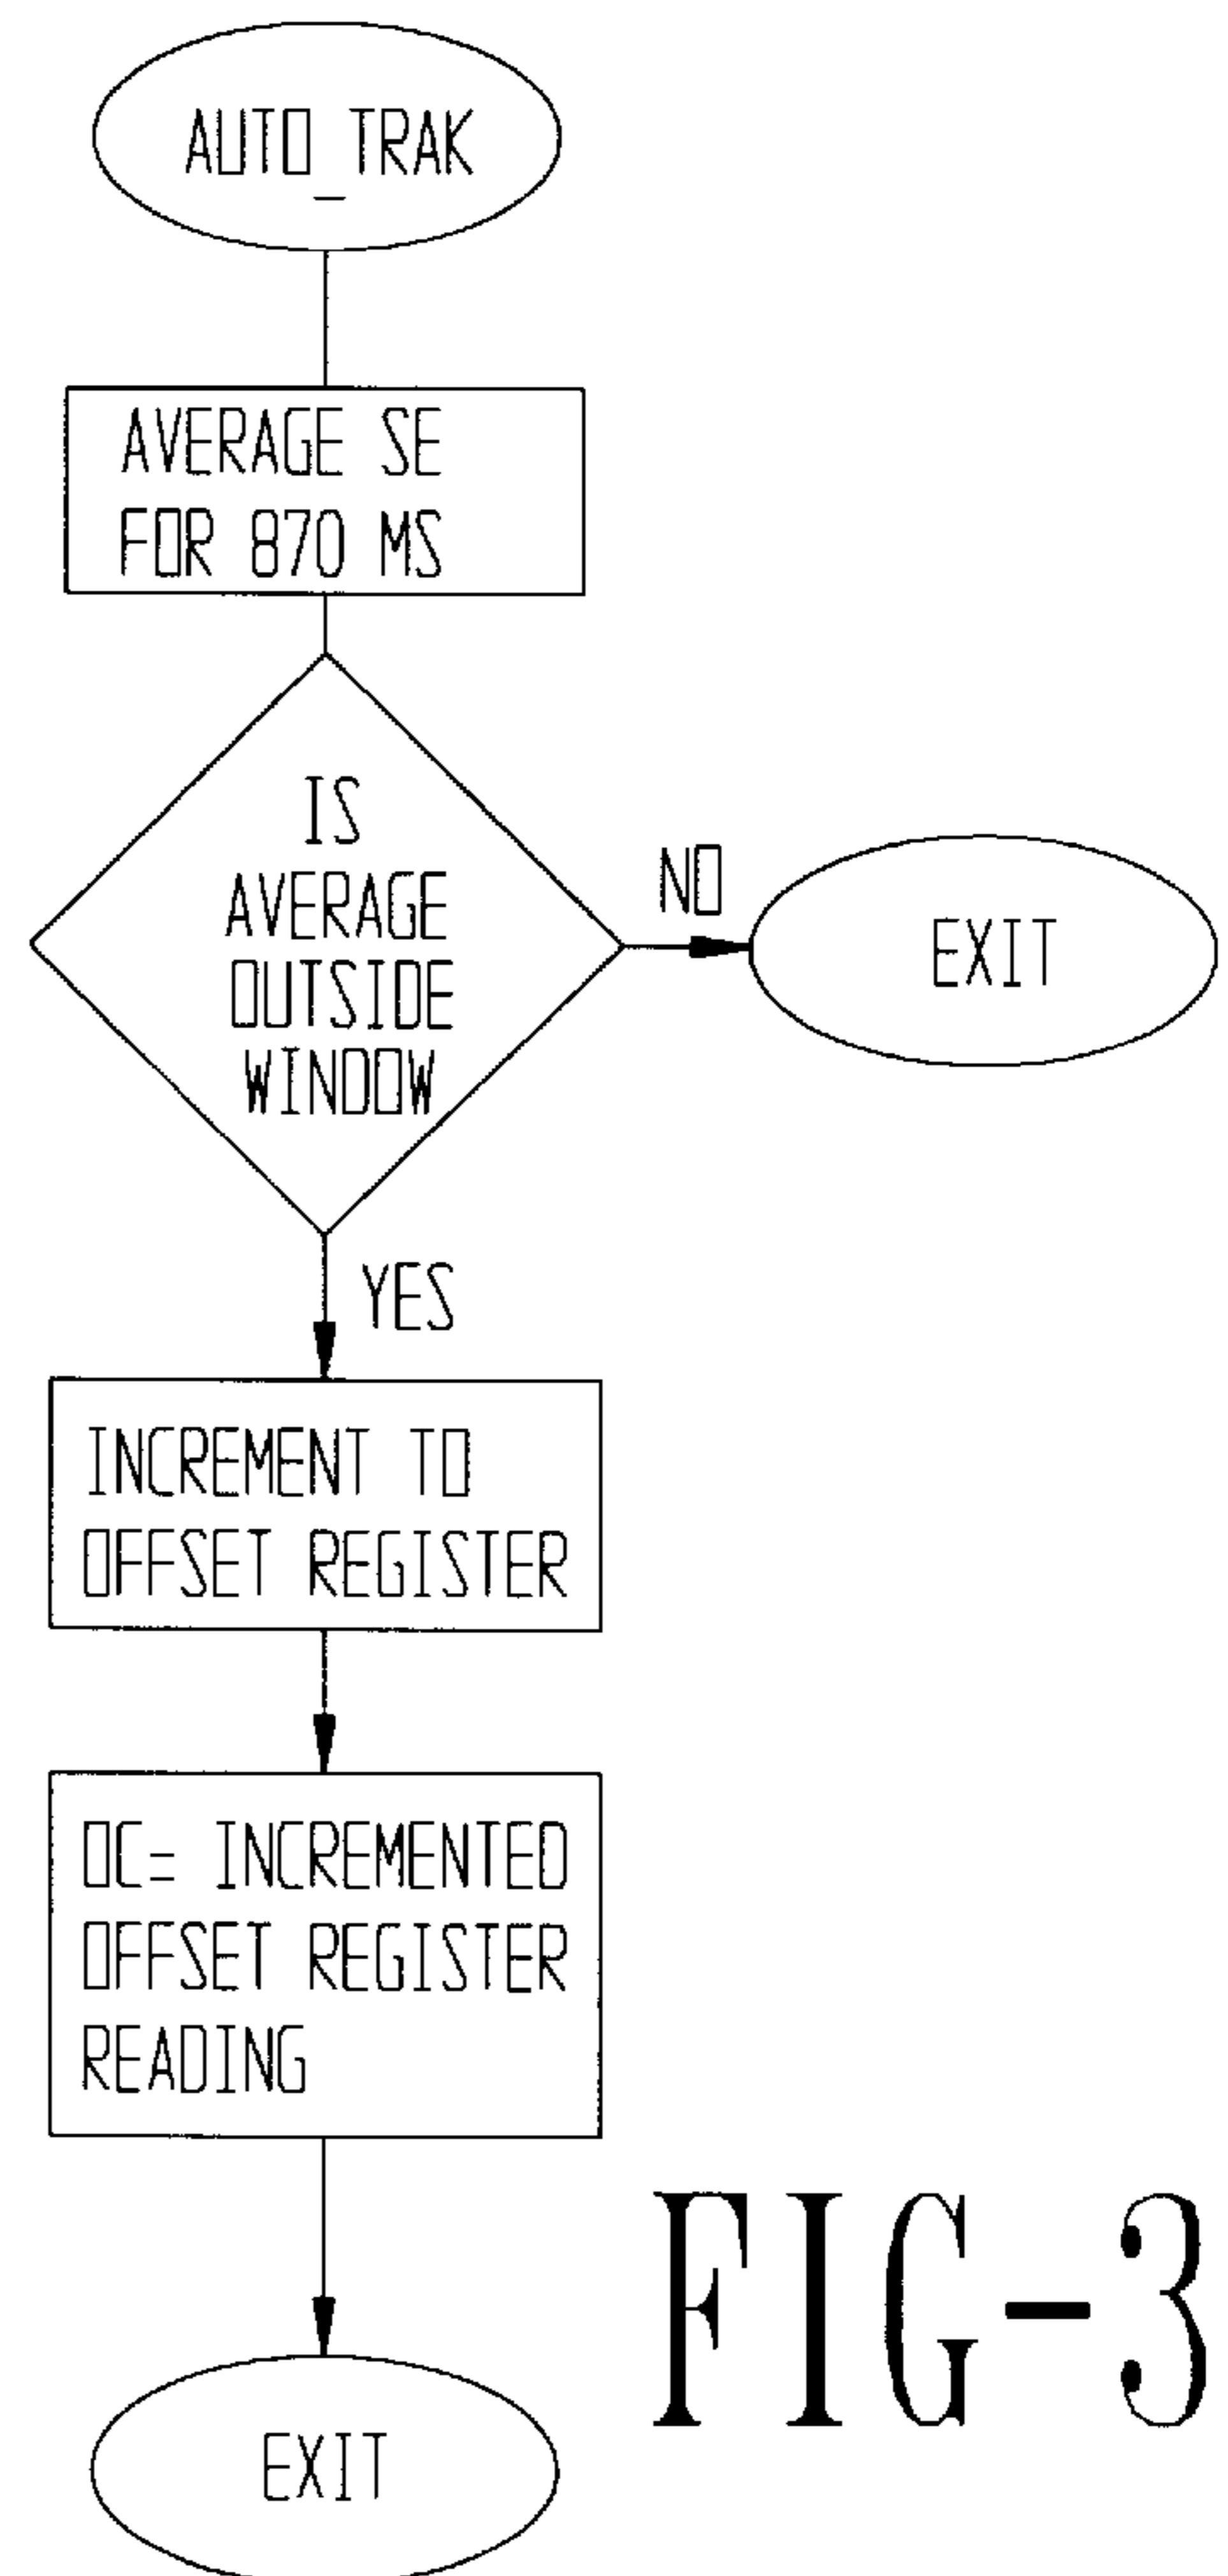 AUTO_TRAK
AVERAGE SE
FOR 870 MS
IS
AVERAGE
OUTSIDE
WINDOW
NO
EXIT
YES
INCREMENT TO
OFFSET REGISTER
OC= INCREMENTED
OFFSET REGISTER
READING
EXIT
FIG-3